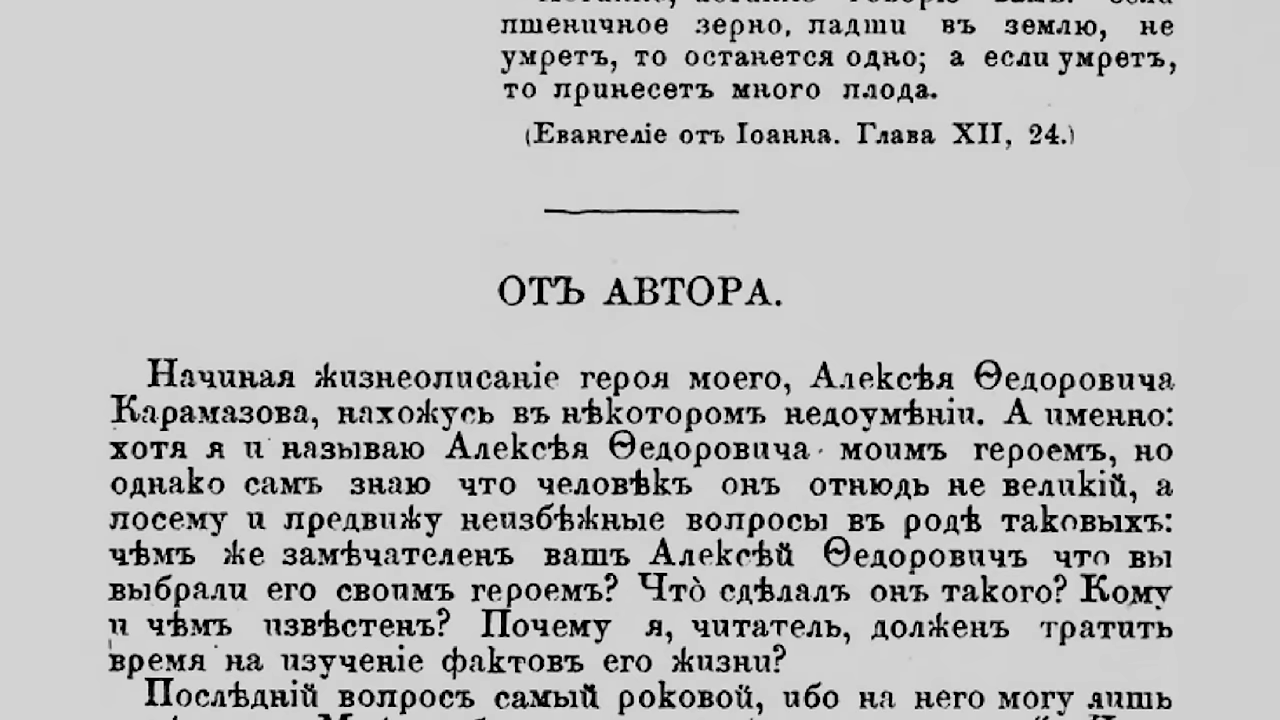 пшеничное зерно, падши въ землю, не
умретъ, то останется одно; а если умретъ,
то принесетъ много плода.
(Евангеліе отъ Іоанна. Глава XII, 24.)
ОТЪ АВТОРА.
Начиная жизнеописаніе героя моего, Алексѣя Ѳедоровича
Карамазова, нахожусь въ нѣкоторомъ недоумѣніи. А именно:
хотя я и называю Алексѣя Ѳедоровича моимъ героемъ, но
однако самъ знаю что человѣкъ онъ отнюдь не великій, а
посему и предвижу неизбѣжные вопросы въ родѣ таковыхъ:
чѣмъ же замѣчателенъ вашъ Алексѣй Ѳедоровичъ что вы
выбрали его своимъ героемъ? Что̀ сдѣлалъ онъ такого? Кому
и чѣмъ извѣстенъ? Почему я, читатель, долженъ тратить
время на изученіе фактовъ его жизни?
Послѣдній вопросъ самый роковой, ибо на него могу лишь